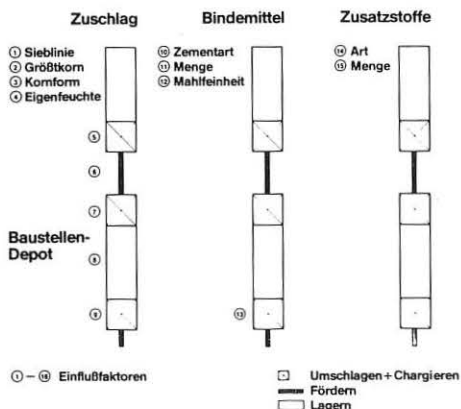 Zuschlag Bindemittel Zusatzstoffe
① Sieblinie ⑩ Zementart ⑭ Art
② Größtkorn ⑪ Menge ⑮ Menge
③ Kornform ⑫ Mahlfeinheit
④ Eigenfeuchte
⑤
⑥
⑦
Baustellen-
Depot
⑧
⑨ ⑬
①–⑮ Einflußfaktoren
Umschlagen+Chargieren
Fördern
Lagern